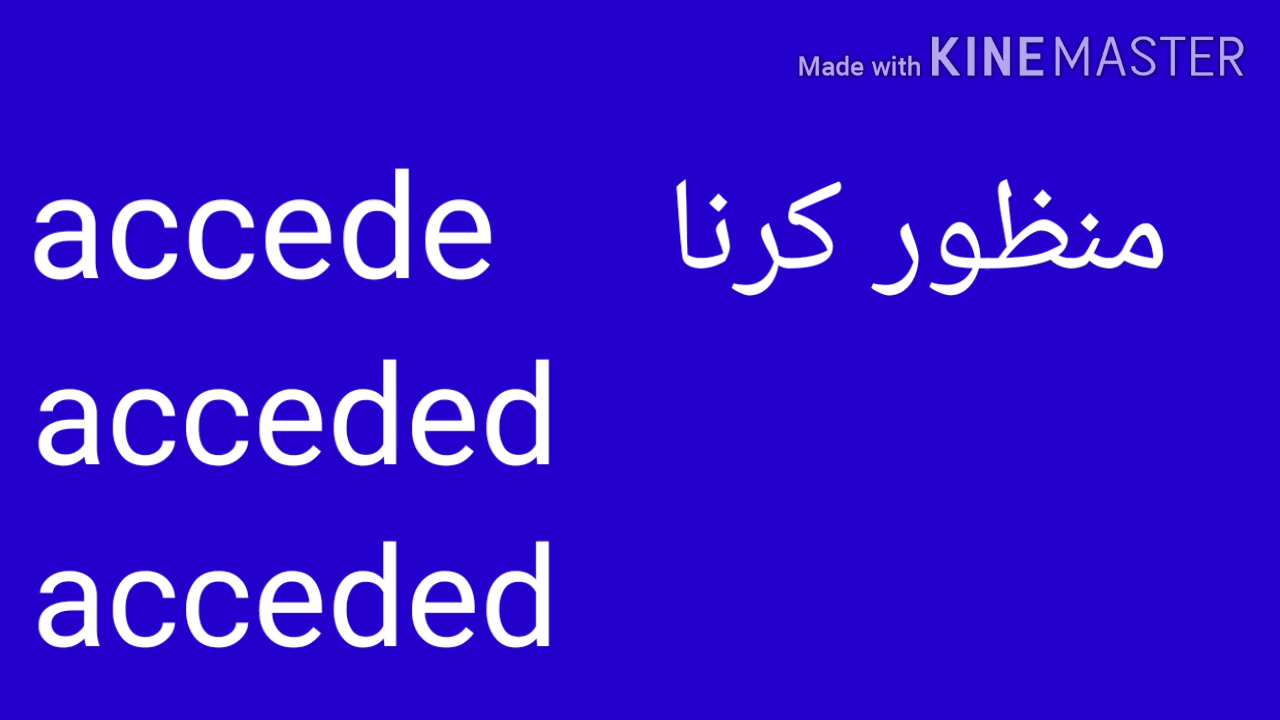 Made with KINEMASTER
accede منظور کرنا
acceded
acceded